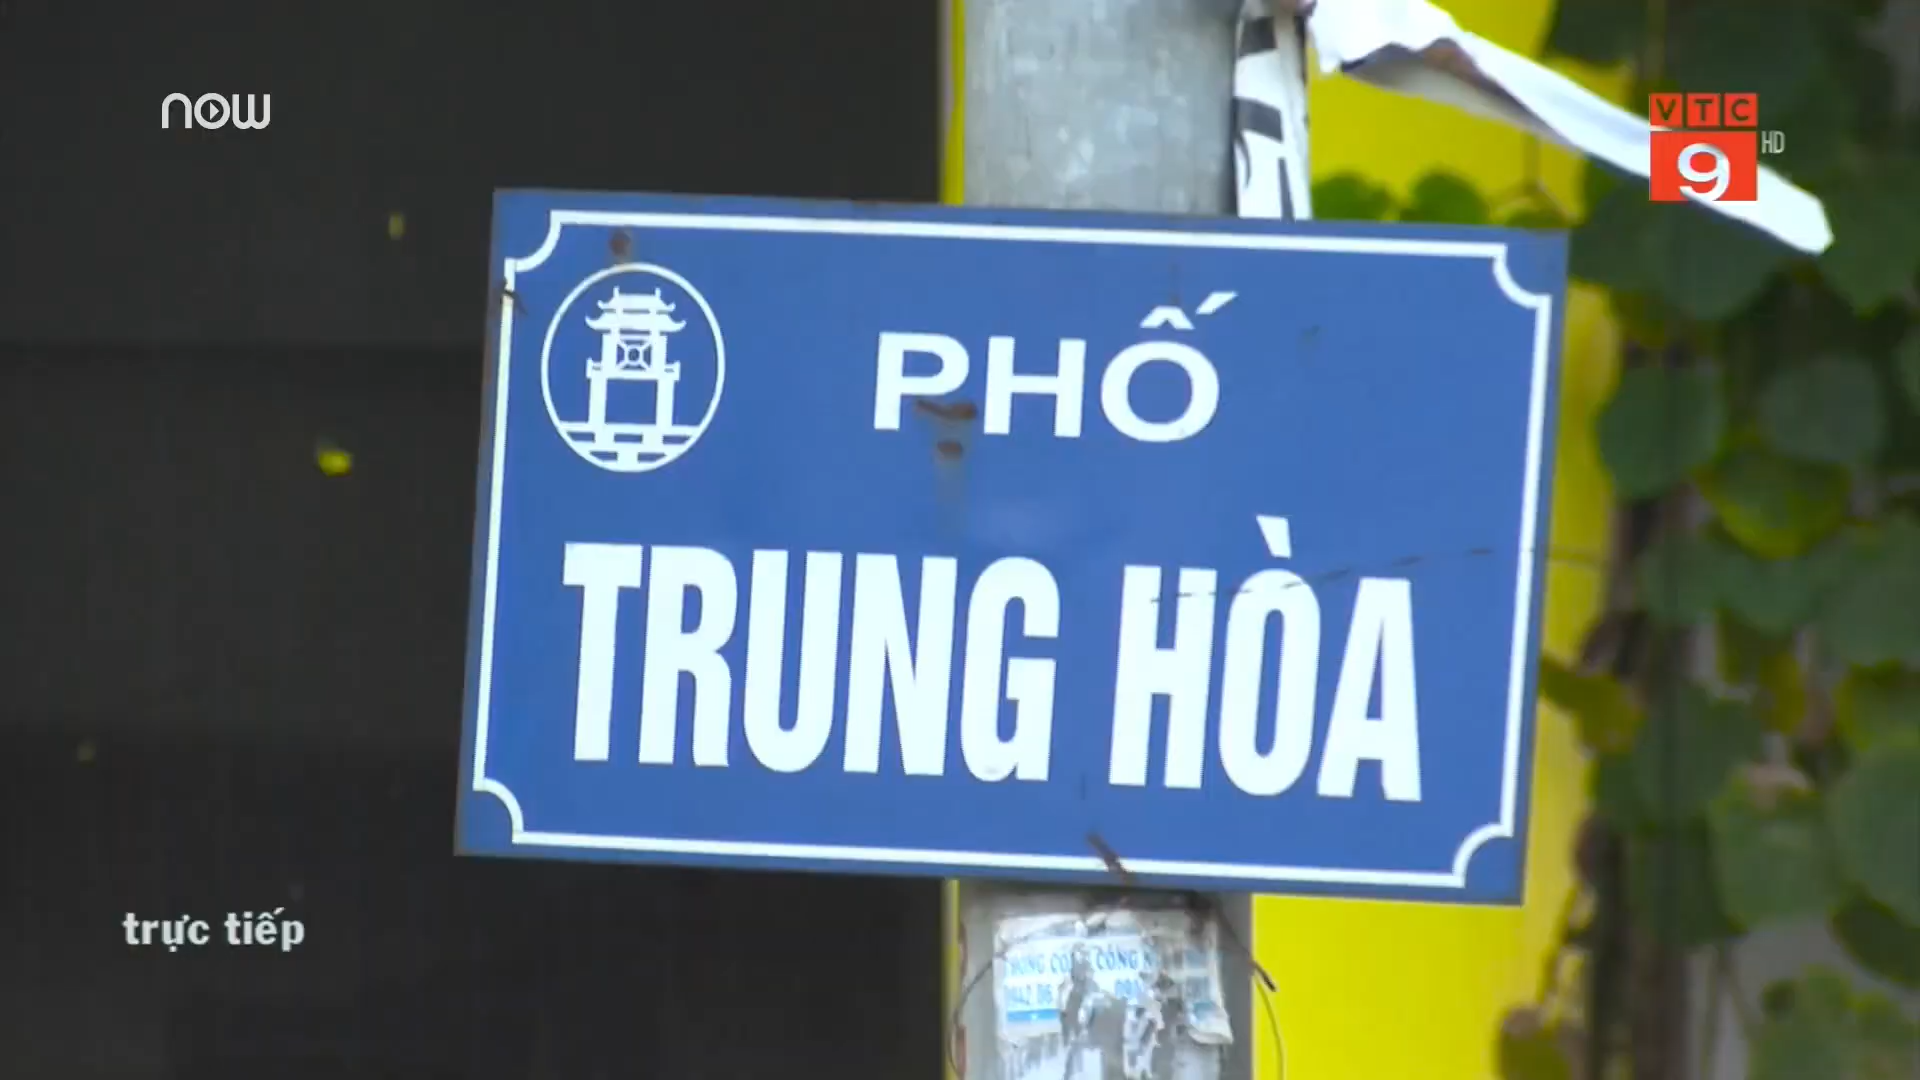 now
VTC
9 HD
PHỐ
TRUNG HÒA
trực tiếp